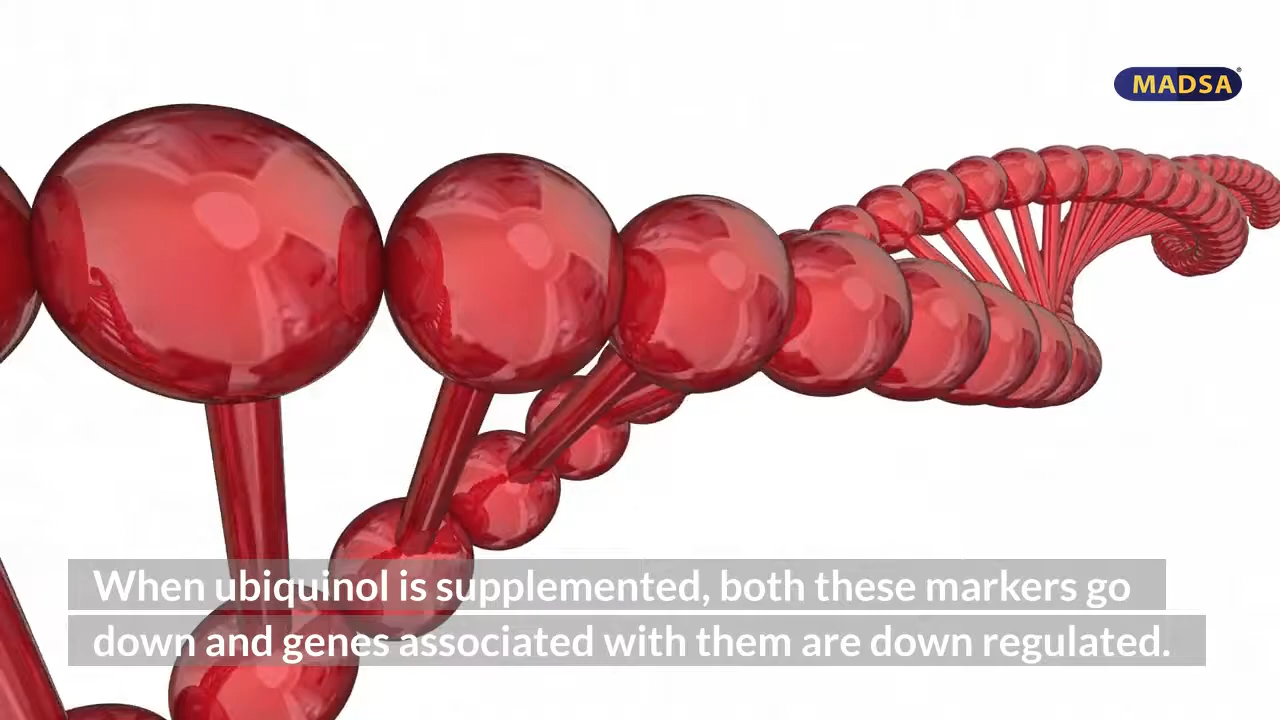 MADSA
When ubiquinol is supplemented, both these markers go
down and genes associated with them are down regulated.